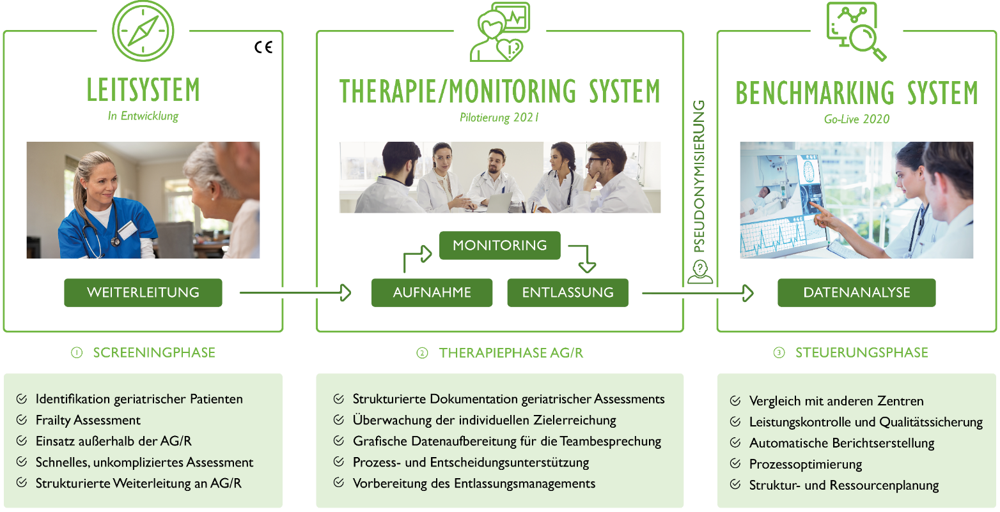 CE
LEITSYSTEM
In Entwicklung
WEITERLEITUNG
1 SCREENINGPHASE
Identifikation geriatrischer Patienten
Frailty Assessment
Einsatz außerhalb der AG/R
Schnelles, unkompliziertes Assessment
Strukturierte Weiterleitung an AG/R
THERAPIE/MONITORING SYSTEM
Pilotierung 2021
MONITORING
AUFNAHME
ENTLASSUNG
2 THERAPIEPHASE AG/R
Strukturierte Dokumentation geriatrischer Assessments
Überwachung der individuellen Zielerreichung
Grafische Datenaufbereitung für die Teambesprechung
Prozess- und Entscheidungsunterstützung
Vorbereitung des Entlassungsmanagements
PSEUDONYMISIERUNG
?
BENCHMARKING SYSTEM
Go-Live 2020
DATENANALYSE
3 STEUERUNGSPHASE
Vergleich mit anderen Zentren
Leistungskontrolle und Qualitätssicherung
Automatische Berichtserstellung
Prozessoptimierung
Struktur- und Ressourcenplanung